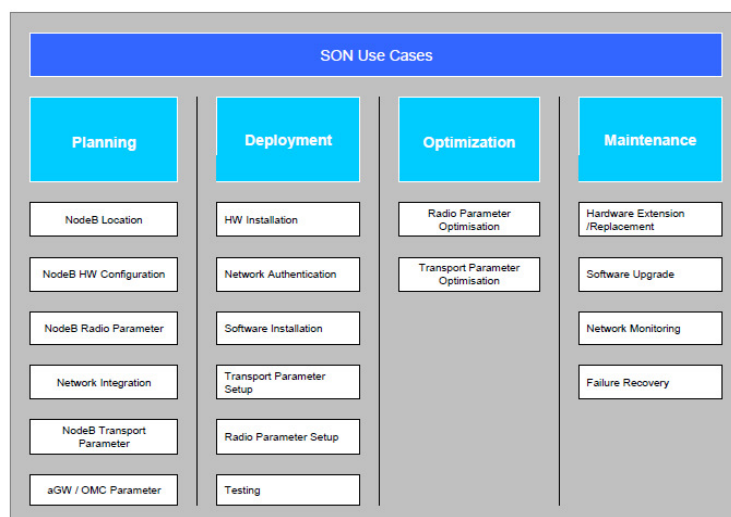 SON Use Cases
Planning
Deployment
Optimization
Maintenance
NodeB Location
HW Installation
Radio Parameter
Optimisation
Hardware Extension
/Replacement
NodeB HW Configuration
Network Authentication
Transport Parameter
Optimisation
Software Upgrade
NodeB Radio Parameter
Software Installation
Network Monitoring
Network Integration
Transport Parameter
Setup
Failure Recovery
NodeB Transport
Parameter
Radio Parameter Setup
aGW / OMC Parameter
Testing